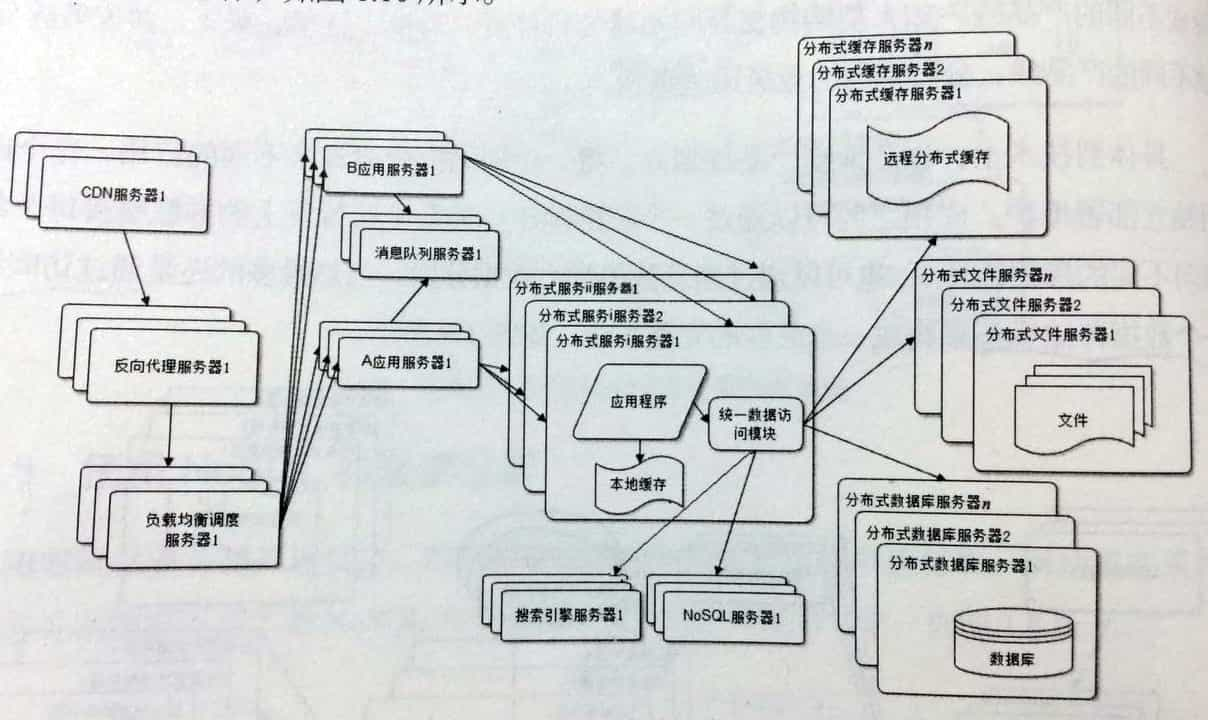 CDN服务器1
反向代理服务器1
负载均衡调度
服务器1
B应用服务器1
消息队列服务器1
A应用服务器1
分布式服务ii服务器1
分布式服务i服务器2
分布式服务i服务器1
应用程序
本地缓存
统一数据访
问模块
搜索引擎服务器1
NoSQL服务器1
分布式缓存服务器n
分布式缓存服务器2
分布式缓存服务器1
远程分布式缓存
分布式文件服务器n
分布式文件服务器2
分布式文件服务器1
文件
分布式数据库服务器n
分布式数据库服务器2
分布式数据库服务器1
数据库